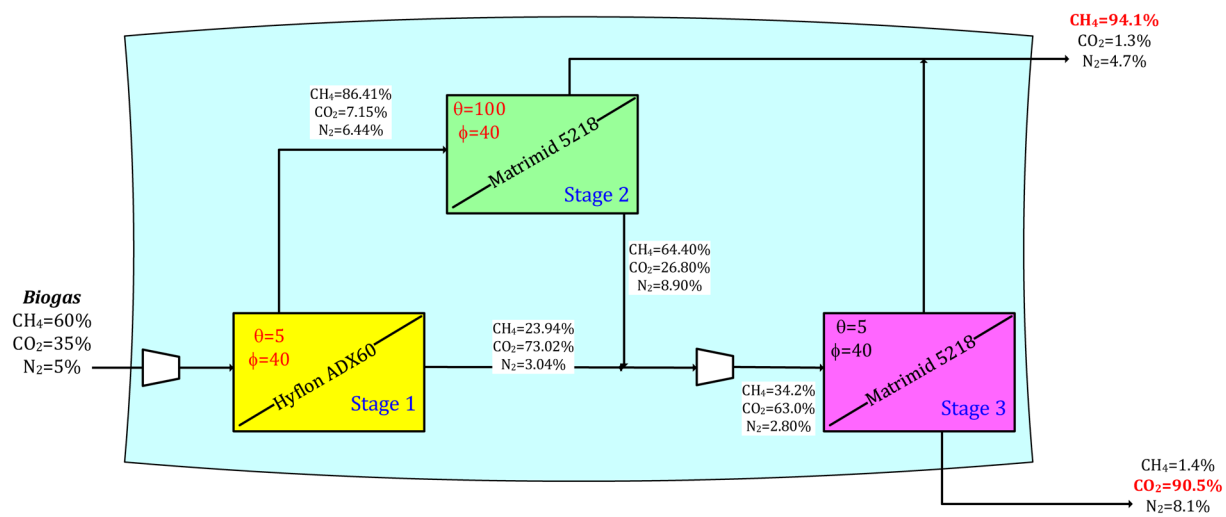 CH₄=94.1%
CO₂=1.3%
N₂=4.7%
CH₄=86.41%
CO₂=7.15%
N₂=6.44%
θ=100
ϕ=40
Matrimid 5218
Stage 2
CH₄=64.40%
CO₂=26.80%
N₂=8.90%
Biogas
CH₄=60%
CO₂=35%
N₂=5%
θ=5
ϕ=40
Hyflon ADX60
Stage 1
CH₄=23.94%
CO₂=73.02%
N₂=3.04%
CH₄=34.2%
CO₂=63.0%
N₂=2.80%
θ=5
ϕ=40
Matrimid 5218
Stage 3
CH₄=1.4%
CO₂=90.5%
N₂=8.1%